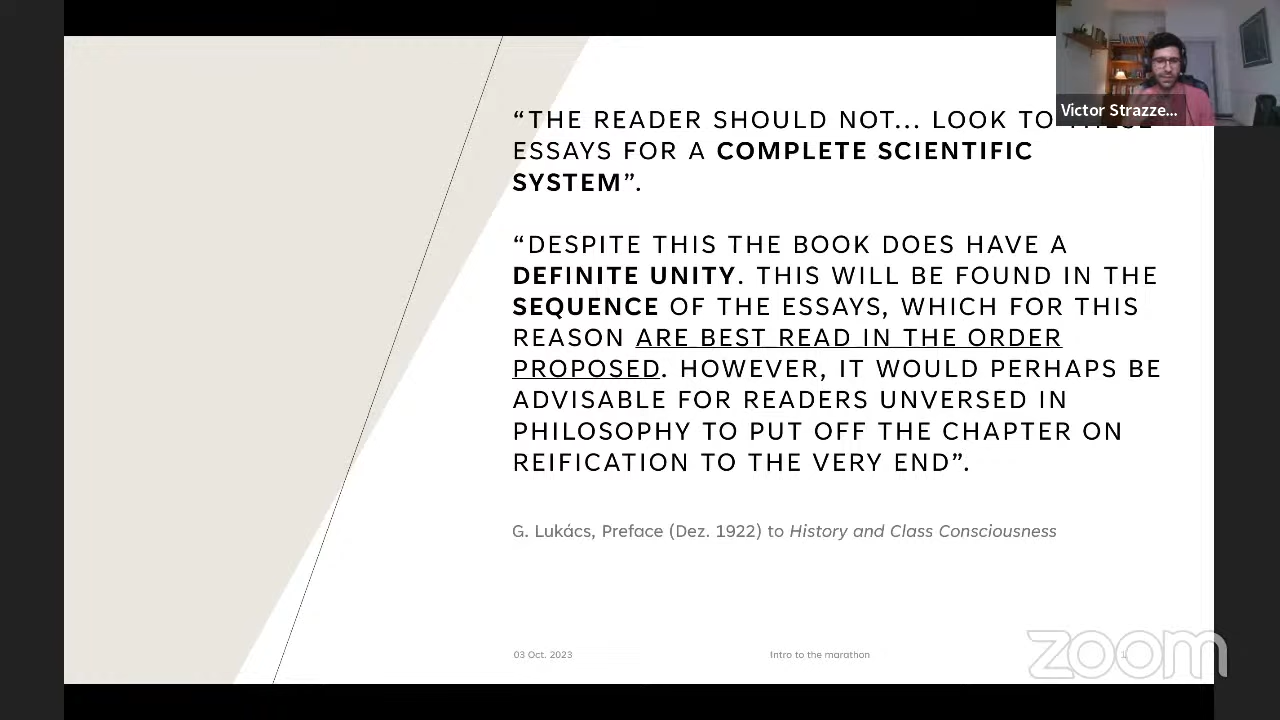 “THE READER SHOULD NOT... LOOK TO THESE
ESSAYS FOR A COMPLETE SCIENTIFIC
SYSTEM”.
“DESPITE THIS THE BOOK DOES HAVE A
DEFINITE UNITY. THIS WILL BE FOUND IN THE
SEQUENCE OF THE ESSAYS, WHICH FOR THIS
REASON ARE BEST READ IN THE ORDER
PROPOSED. HOWEVER, IT WOULD PERHAPS BE
ADVISABLE FOR READERS UNVERSED IN
PHILOSOPHY TO PUT OFF THE CHAPTER ON
REIFICATION TO THE VERY END”.
G. Lukács, Preface (Dez. 1922) to History and Class Consciousness
03 Oct. 2023
Intro to the marathon
Victor Strazze...
zoom